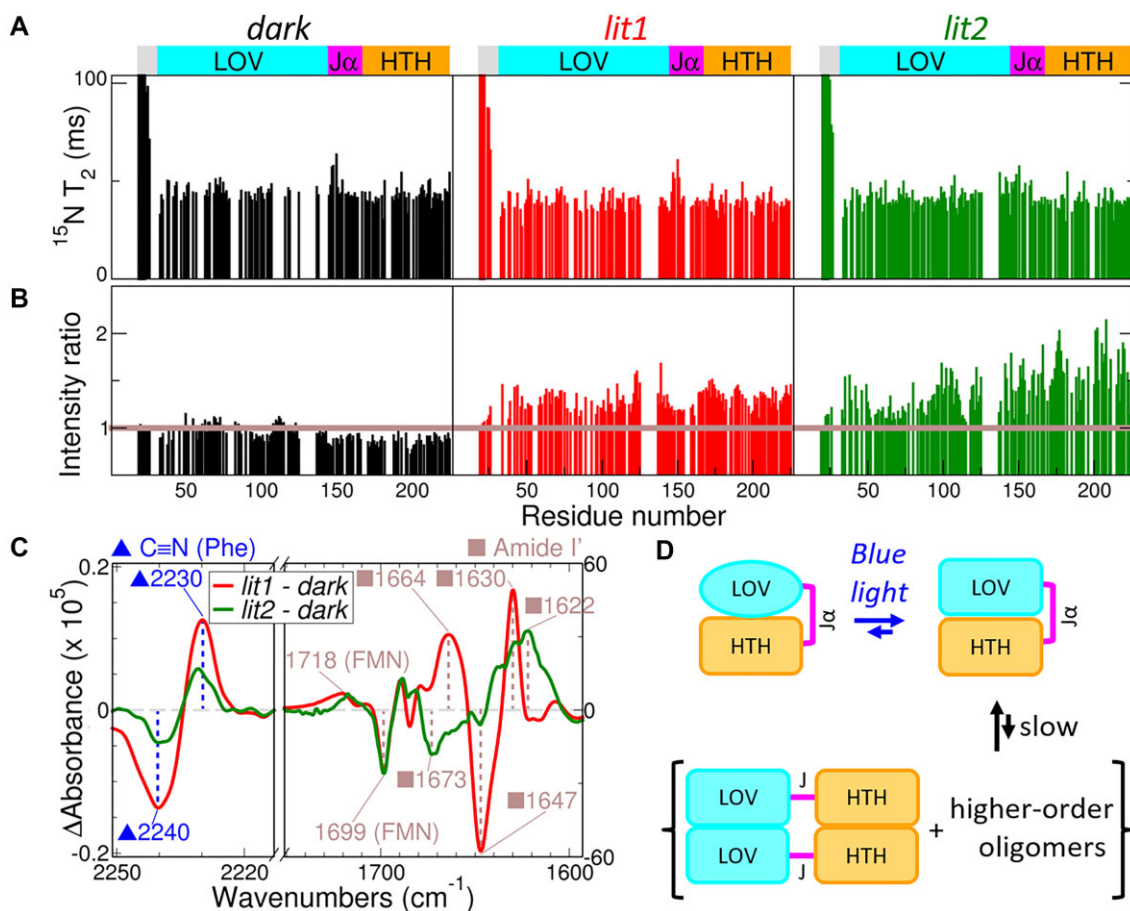 A
dark
lit1
lit2
LOV Jα HTH
LOV Jα HTH
LOV Jα HTH
100
¹⁵N T₂ (ms)
0
B
Intensity ratio
2
1
50 100 150 200
50 100 150 200
50 100 150 200
Residue number
C
▲ C≡N (Phe)
■ Amide I'
▲2230
■1664
■1630
■1622
lit1 - dark
lit2 - dark
1718 (FMN)
■1673
■1647
▲2240
1699 (FMN)
ΔAbsorbance (x 10⁵)
0.2
0
-0.2
60
0
-60
2250 2220 1700 1600
Wavenumbers (cm⁻¹)
D
LOV
HTH
Jα
Blue
light
LOV
HTH
Jα
slow
LOV J HTH
LOV J HTH
+
higher-order
oligomers